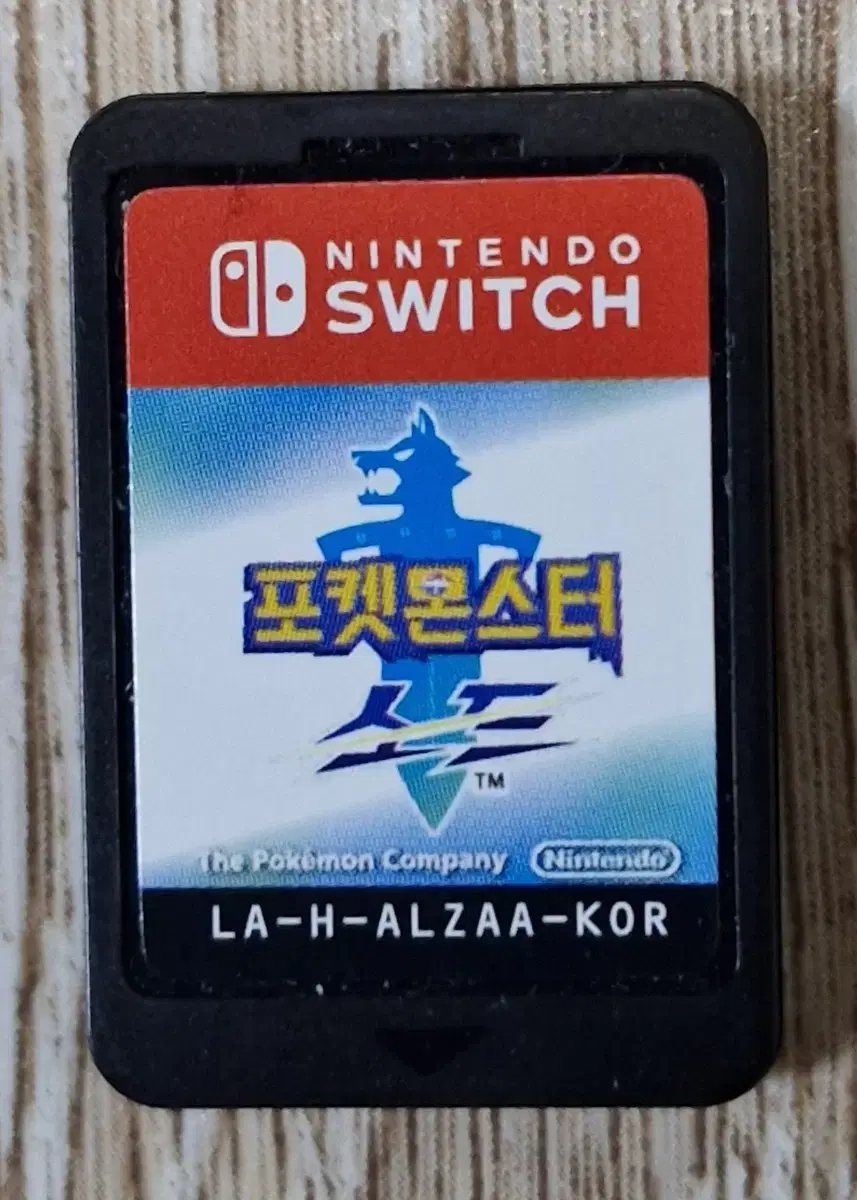 NINTENDO
SWITCH
포켓몬스터
소드
TM
The Pokémon Company Nintendo
LA-H-ALZAA-KOR